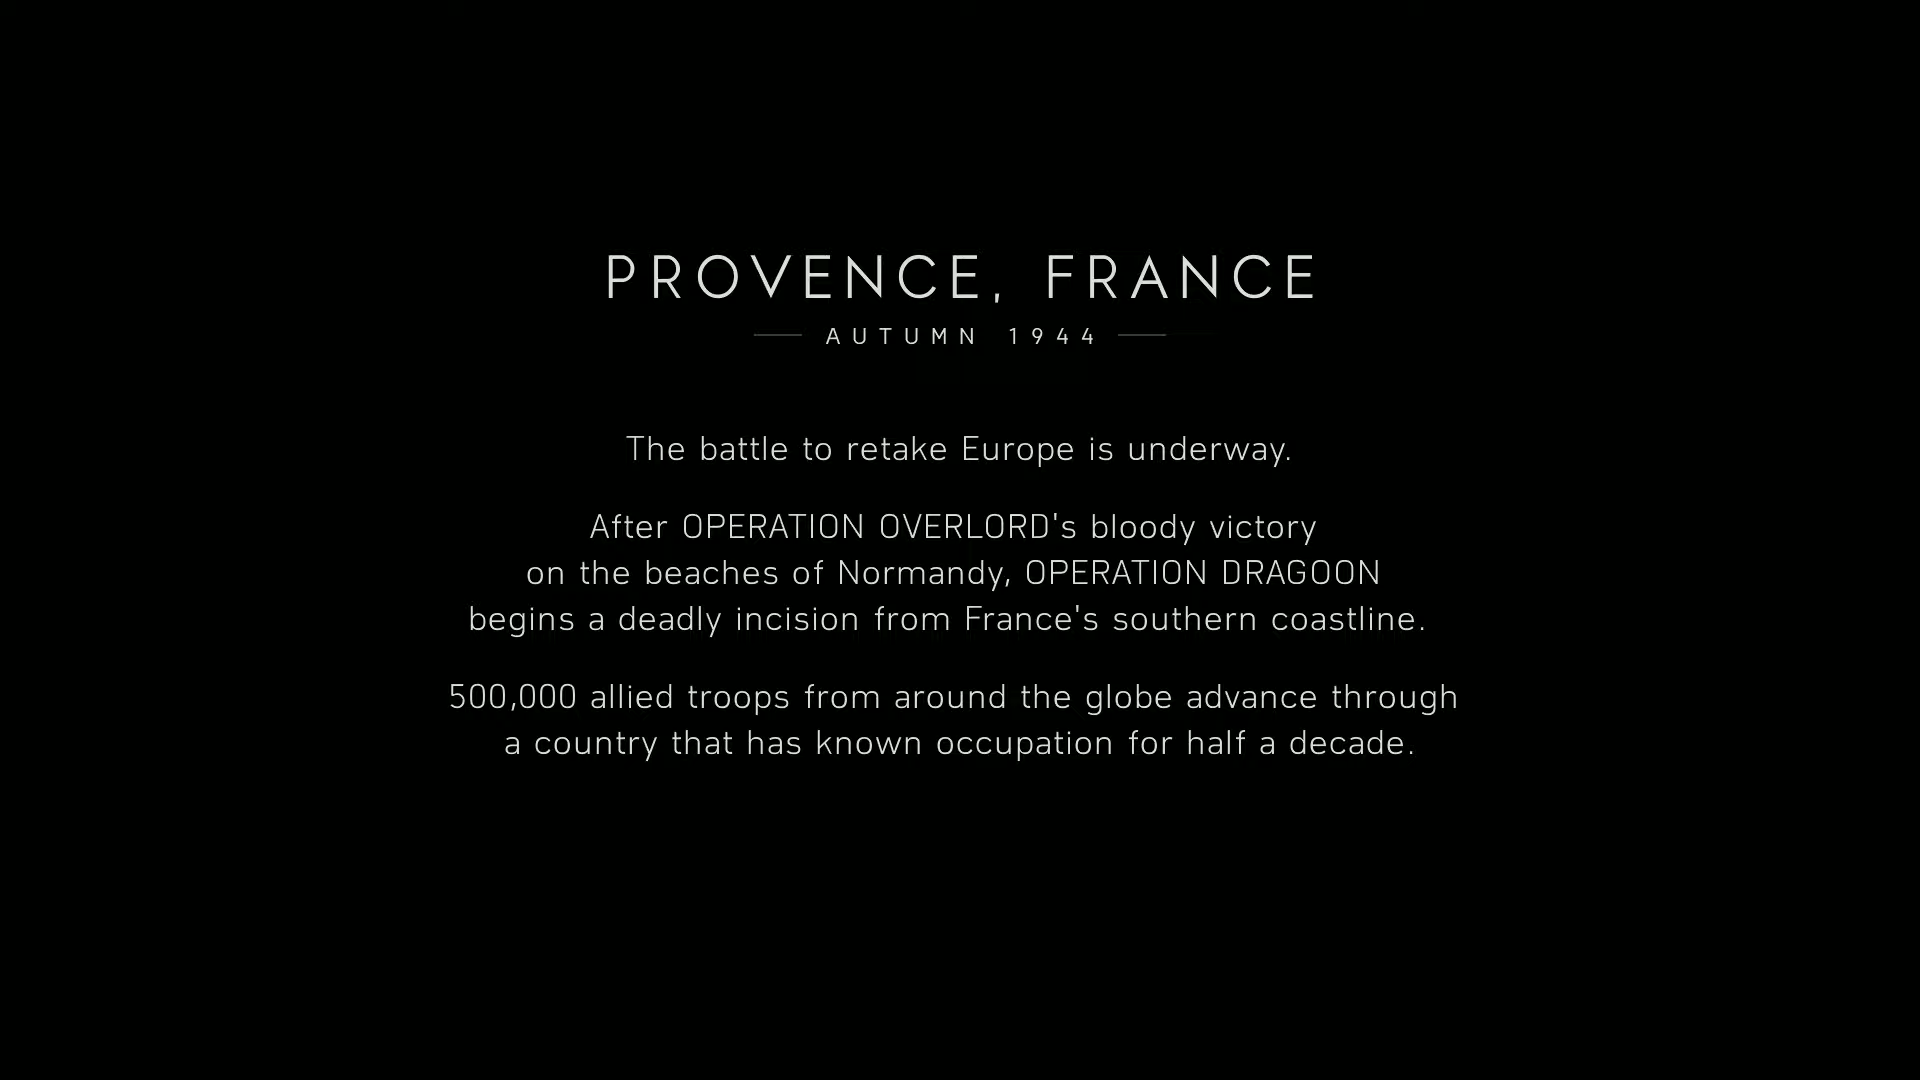 PROVENCE, FRANCE
AUTUMN 1944
The battle to retake Europe is underway.
After OPERATION OVERLORD's bloody victory
on the beaches of Normandy, OPERATION DRAGOON
begins a deadly incision from France's southern coastline.
500,000 allied troops from around the globe advance through
a country that has known occupation for half a decade.